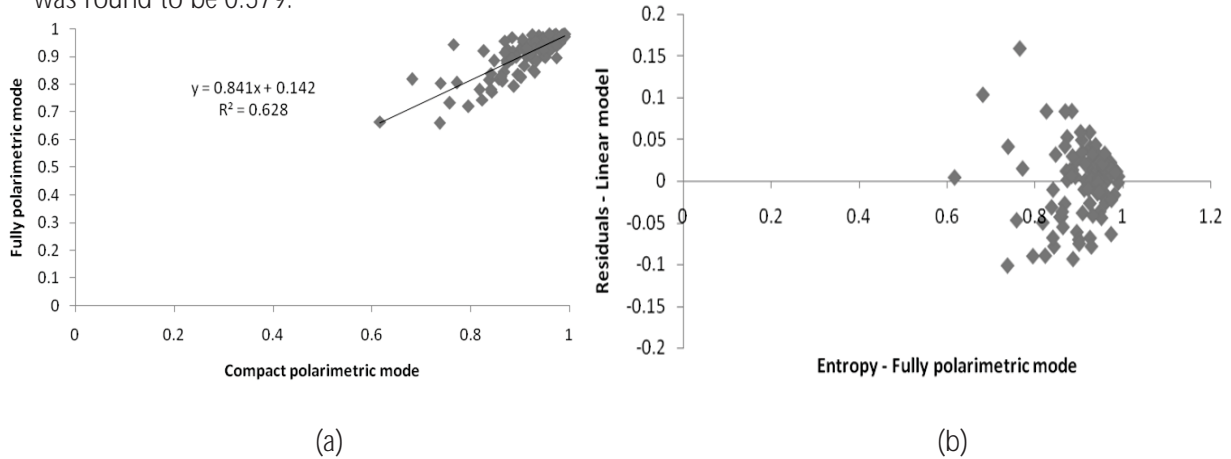 was found to be 0.579.
1
0.9
0.8
0.7
0.6
0.5
0.4
0.3
0.2
0.1
0
Fully polarimetric mode
y = 0.841x + 0.142
R² = 0.628
0 0.2 0.4 0.6 0.8 1
Compact polarimetric mode
0.2
0.15
0.1
0.05
0
-0.05
-0.1
-0.15
-0.2
Residuals - Linear model
0 0.2 0.4 0.6 0.8 1 1.2
Entropy - Fully polarimetric mode
(a) (b)